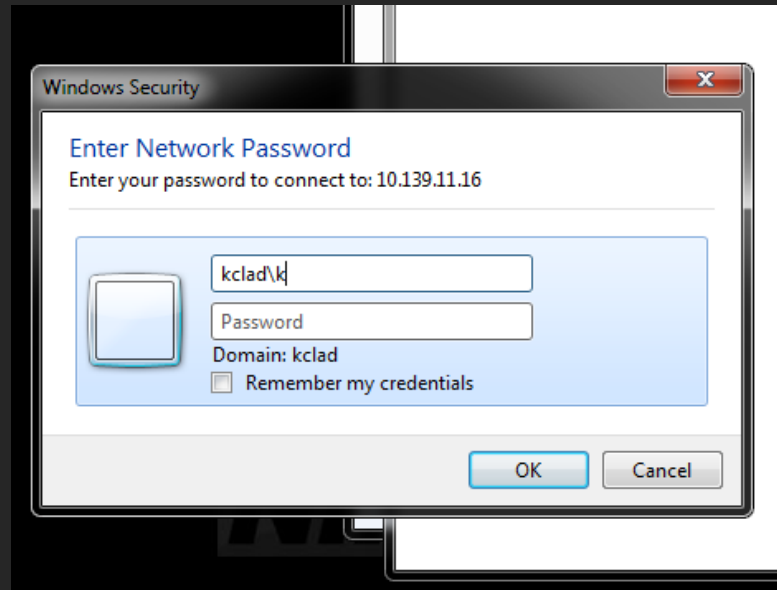 Windows Security
Enter Network Password
Enter your password to connect to: 10.139.11.16
kclad\k
Password
Domain: kclad
Remember my credentials
OK
Cancel